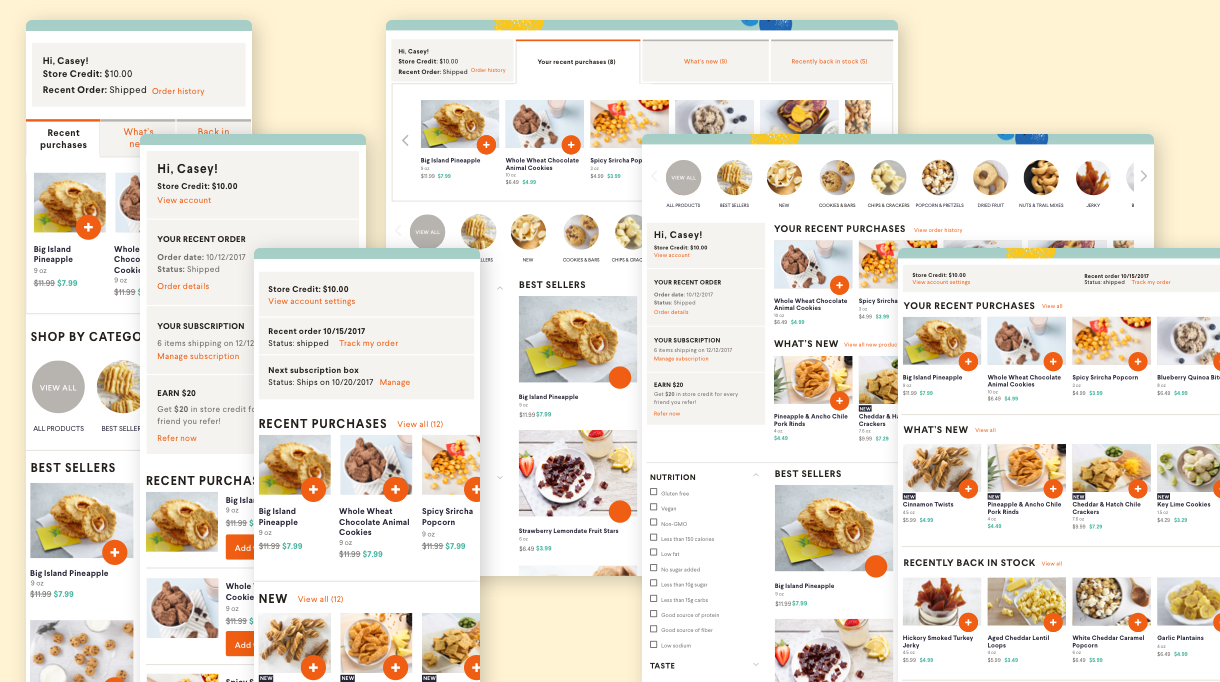 Hi, Casey!
Store Credit: $10.00
Recent Order: Shipped Order history
Recent
purchases
What's
ne
Back in
Big Island
Pineapple
9 oz
$11.99 $7.99
Whole
Choco
Cooki
9 oz
$11.99
SHOP BY CATEGO
VIEW ALL
ALL PRODUCTS
BEST SELLER
BEST SELLERS
Big Island Pineapple
9 oz
$11.99 $7.99
Hi, Casey!
Store Credit: $10.00
View account
YOUR RECENT ORDER
Order date: 10/12/2017
Status: Shipped
Order details
YOUR SUBSCRIPTION
6 items shipping on 12/12
Manage subscription
EARN $20
Get $20 in store credit fo
friend you refer!
Refer now
RECENT PURCHA
Big Isla
9 oz
$11.99 $
Add
Whole
9 oz
$11.99 $
Add
Spicy S
Store Credit: $10.00
View account settings
Recent order 10/15/2017
Status: shipped Track my order
Next subscription box
Status: Ships on 10/20/2017 Manage
RECENT PURCHASES View all (12)
Big Island
Pineapple
9 oz
$11.99 $7.99
Whole Wheat
Chocolate Animal
Cookies
9 oz
$11.99 $7.99
Spicy Srircha
Popcorn
9 oz
$11.99 $7.99
NEW View all (12)
NEW
NEW
NEW
Hi, Casey!
Store Credit: $10.00
Recent Order: Shipped Order history
Your recent purchases (8)
What's new (9)
Recently back in stock (5)
Big Island Pineapple
9 oz
$11.99 $7.99
Whole Wheat Chocolate
Animal Cookies
10 oz
$6.49 $4.99
Spicy Srircha Pop
2 oz
$4.99 $3.99
VIEW ALL
LLERS
NEW
COOKIES & BARS
CHIPS & CRAC
BEST SELLERS
Big Island Pineapple
9 oz
$11.99 $7.99
Strawberry Lemondate Fruit Stars
$6.49 $3.99
VIEW ALL
ALL PRODUCTS
BEST SELLERS
NEW
COOKIES & BARS
CHIPS & CRACKERS
POPCORN & PRETZELS
DRIED FRUIT
NUTS & TRAIL MIXES
JERKY
B
Hi, Casey!
Store Credit: $10.00
View account
YOUR RECENT ORDER
Order date: 10/12/2017
Status: Shipped
Order details
YOUR SUBSCRIPTION
6 items shipping on 12/12/2017
Manage subscription
EARN $20
Get $20 in store credit for every
friend you refer!
Refer now
YOUR RECENT PURCHASES View order history
Whole Wheat Chocolate
Animal Cookies
10 oz
$6.49 $4.99
Spicy Srircha
2 oz
$4.99 $3.99
WHAT'S NEW View all new produc
Pineapple & Ancho Chile
Pork Rinds
4 oz
$4.49
NEW
Cheddar & H
Crackers
7.8 oz
$9.99 $7.29
NUTRITION
Gluten free
Vegan
Non-GMO
Less than 150 calories
Low fat
No sugar added
Less than 10g sugar
Less than 15g carbs
Good source of protein
Good source of fiber
Low sodium
TASTE
BEST SELLERS
Big Island Pineapple
9 oz
$11.99 $7.99
Store Credit: $10.00
View account settings
Recent order 10/15/2017
Status: shipped Track my order
YOUR RECENT PURCHASES View all
Big Island Pineapple
9 oz
$11.99 $7.99
Whole Wheat Chocolate
Animal Cookies
10 oz
$6.49 $4.99
Spicy Srircha Popcorn
2 oz
$4.99 $3.99
Blueberry Quinoa Bit
$6.49 $4.99
WHAT'S NEW View all
NEW
Cinnamon Twists
4.5 oz
$5.99 $4.99
NEW
Pineapple & Ancho Chile
Pork Rinds
4 oz
$4.49
NEW
Cheddar & Hatch Chile
Crackers
7.8 oz
$9.99 $7.29
NEW
Key Lime Cookies
1.5 oz
$4.29 $3.29
RECENTLY BACK IN STOCK View all
Hickory Smoked Turkey
Jerky
4.5 oz
$5.99 $4.99
Aged Cheddar Lentil
Loops
4 oz
$5.99 $3.49
White Cheddar Caramel
Popcorn
$6.49 $5.99
Garlic Plantains
$6.49 $4.99